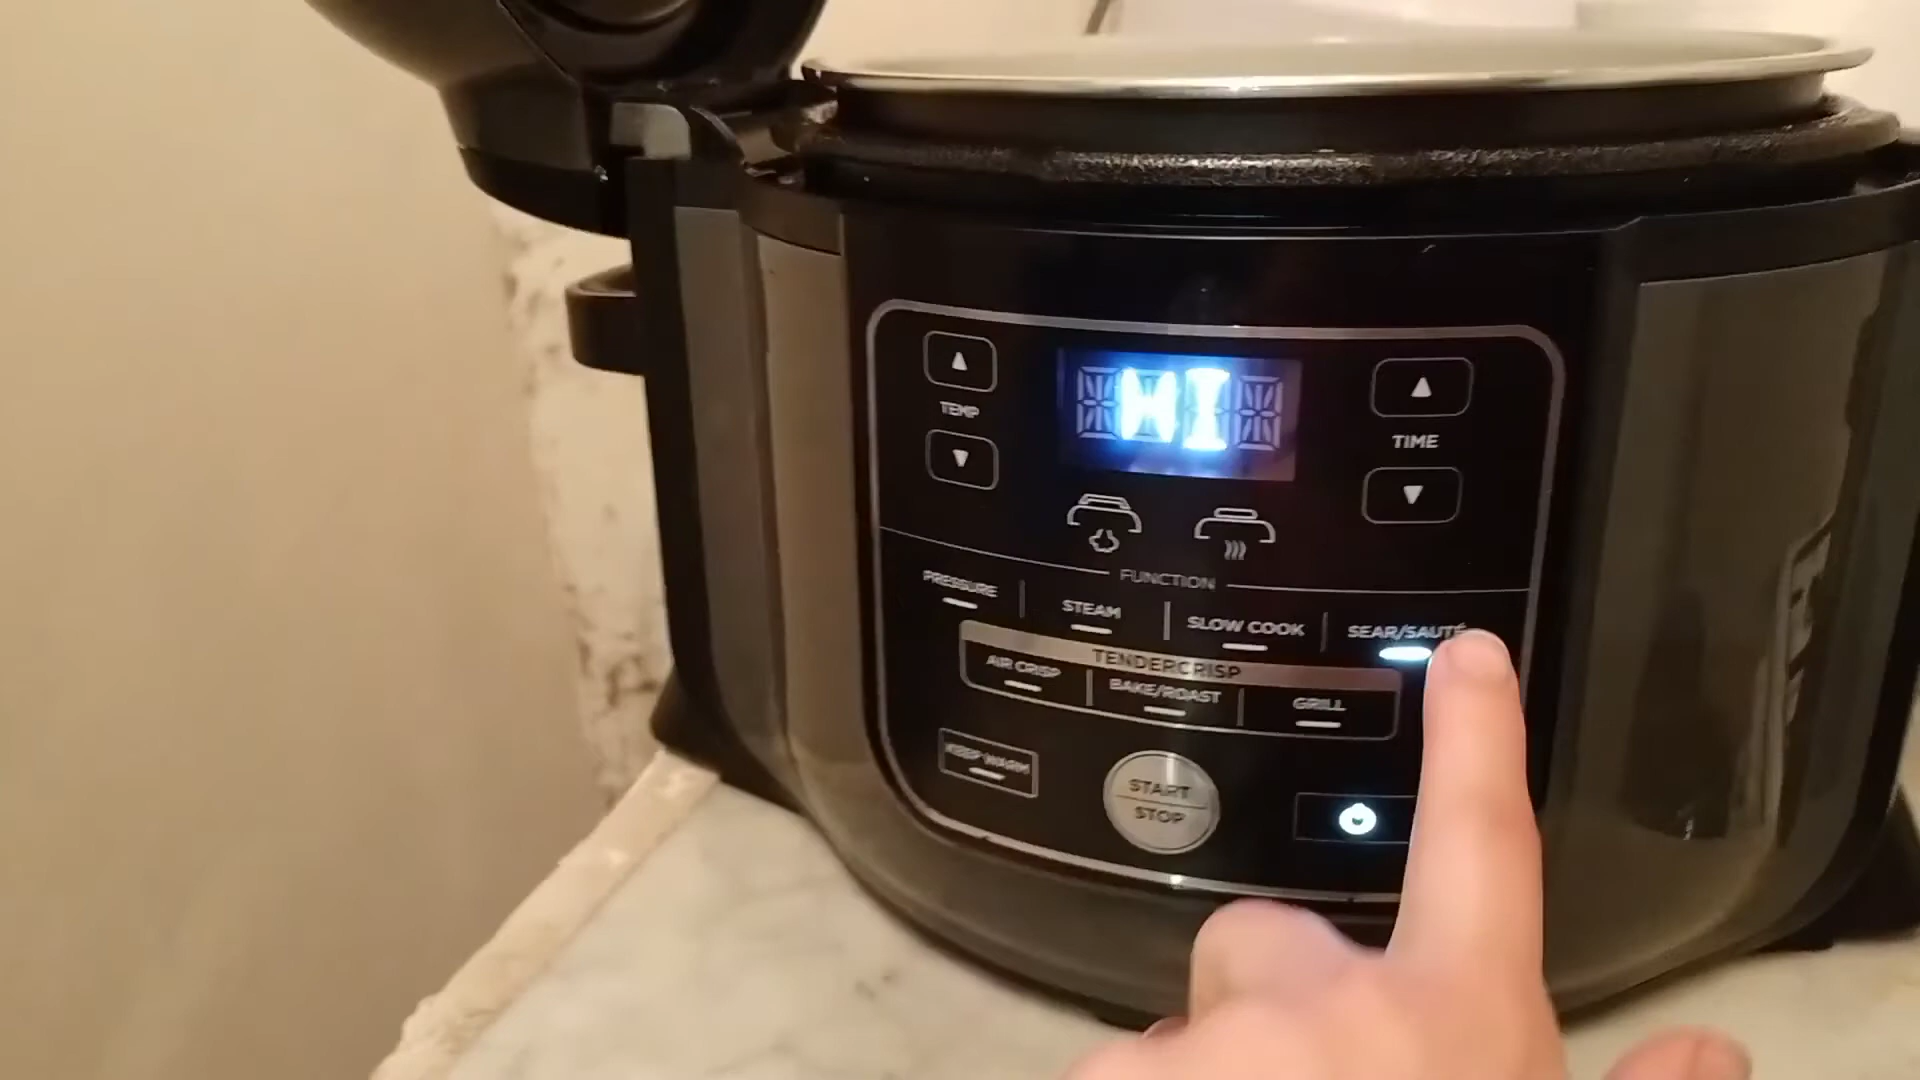 HI
TEMP
TIME
FUNCTION
PRESSURE
STEAM
SLOW COOK
SEAR/SAUTÉ
TENDERCRISP
AIR CRISP
BAKE/ROAST
GRILL
KEEP WARM
START
STOP